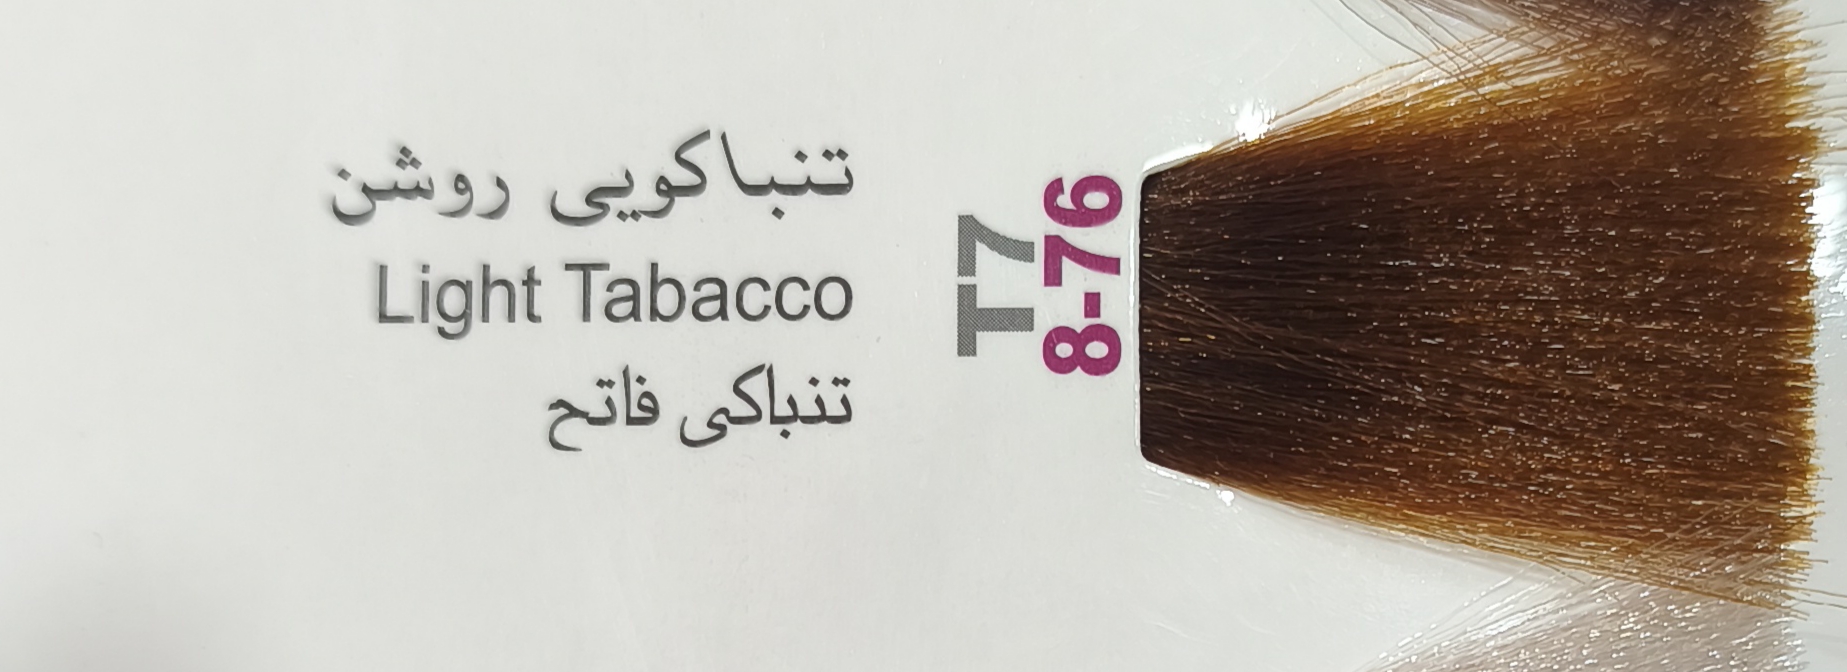 تنباکویی روشن
Light Tabacco
تنباکی فاتح
T7
8-76